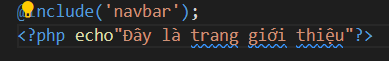 @include('navbar');
<?php echo"Đây là trang giới thiệu"?>